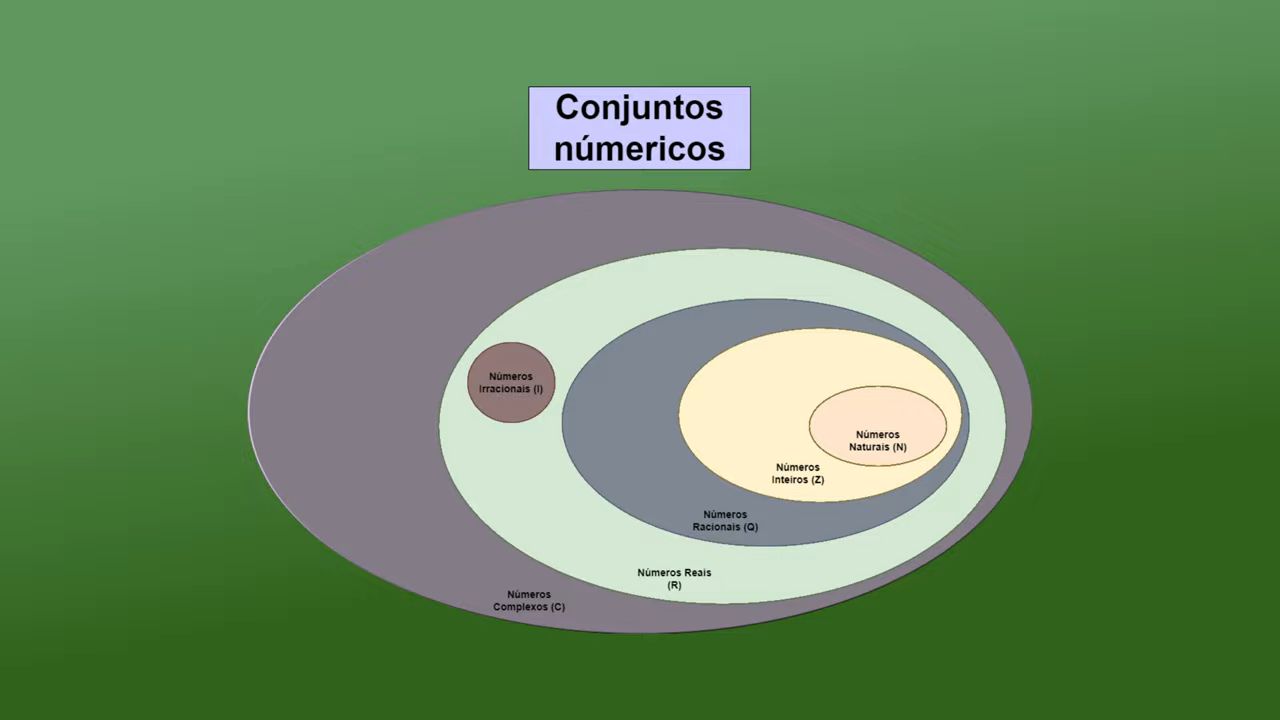 Conjuntos
númericos
Números
Irracionais (I)
Números
Naturais (N)
Números
Inteiros (Z)
Números
Racionais (Q)
Números Reais
(R)
Números
Complexos (C)